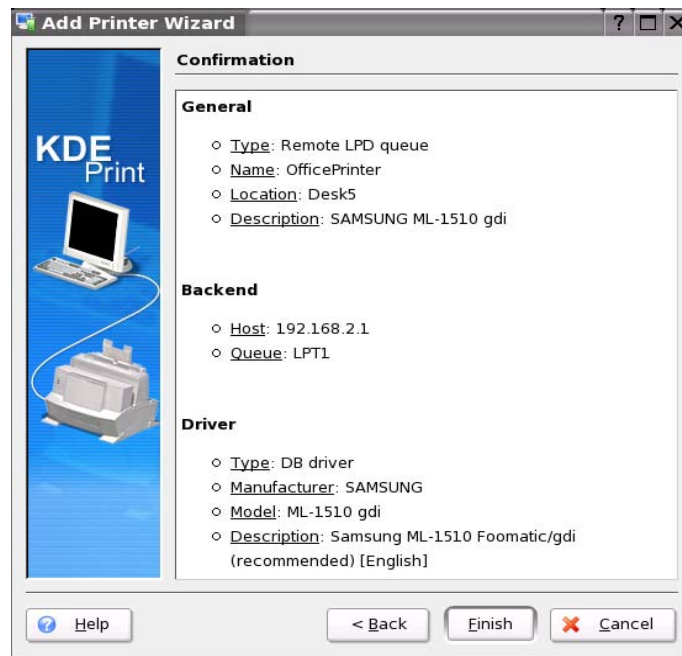 Add Printer Wizard
Confirmation
KDE
Print
General
Type: Remote LPD queue
Name: OfficePrinter
Location: Desk5
Description: SAMSUNG ML-1510 gdi
Backend
Host: 192.168.2.1
Queue: LPT1
Driver
Type: DB driver
Manufacturer: SAMSUNG
Model: ML-1510 gdi
Description: Samsung ML-1510 Foomatic/gdi
(recommended) [English]
Help
< Back
Finish
Cancel